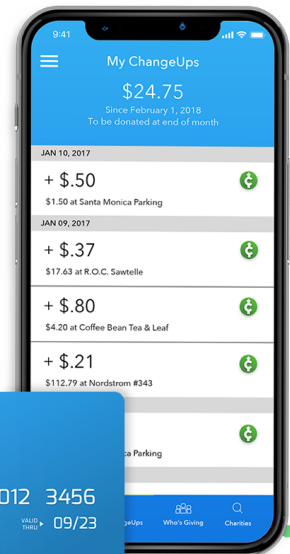 9:41
My ChangeUps
$24.75
Since February 1, 2018
To be donated at end of month
JAN 10, 2017
+ $.50
$1.50 at Santa Monica Parking
JAN 09, 2017
+ $.37
$17.63 at R.O.C. Sawtelle
+ $.80
$4.20 at Coffee Bean Tea & Leaf
+ $.21
$112.79 at Nordstrom #343
Parking
012 3456
VALID THRU 09/23
Who's Giving
Charities